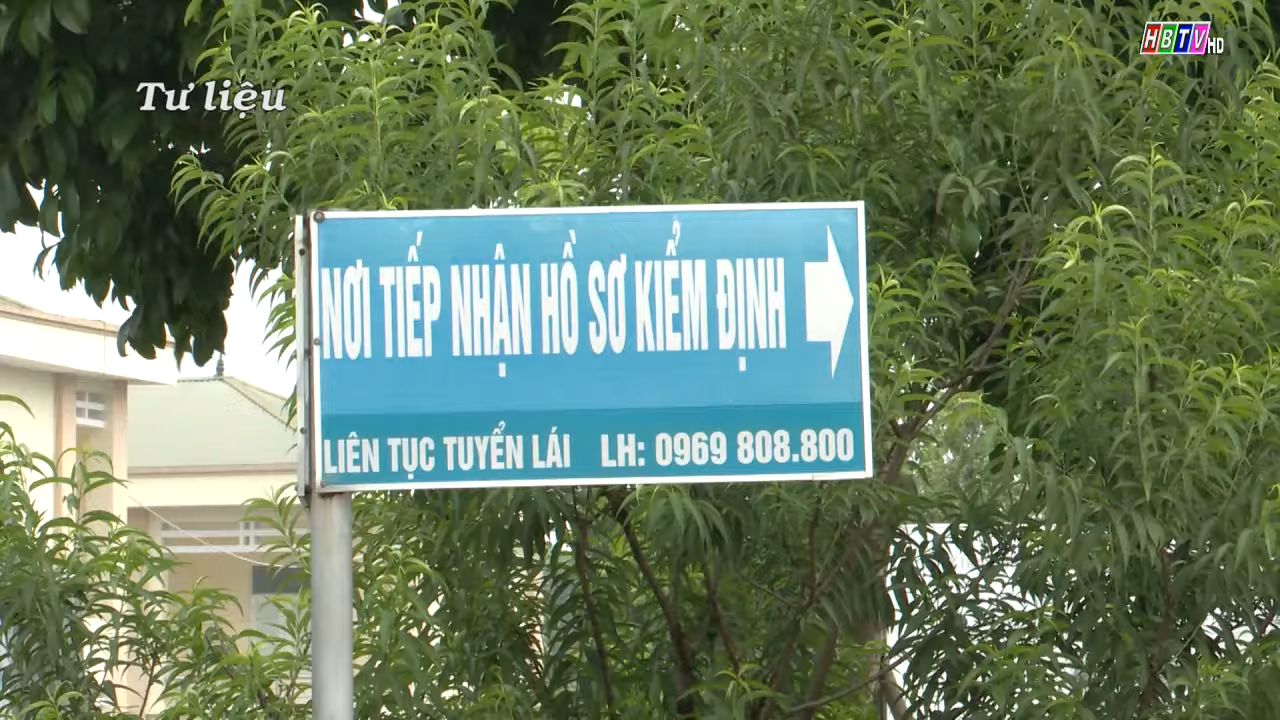 HBTV HD
Tư liệu
NƠI TIẾP NHẬN HỒ SƠ KIỂM ĐỊNH
LIÊN TỤC TUYỂN LÁI LH: 0969 808.800